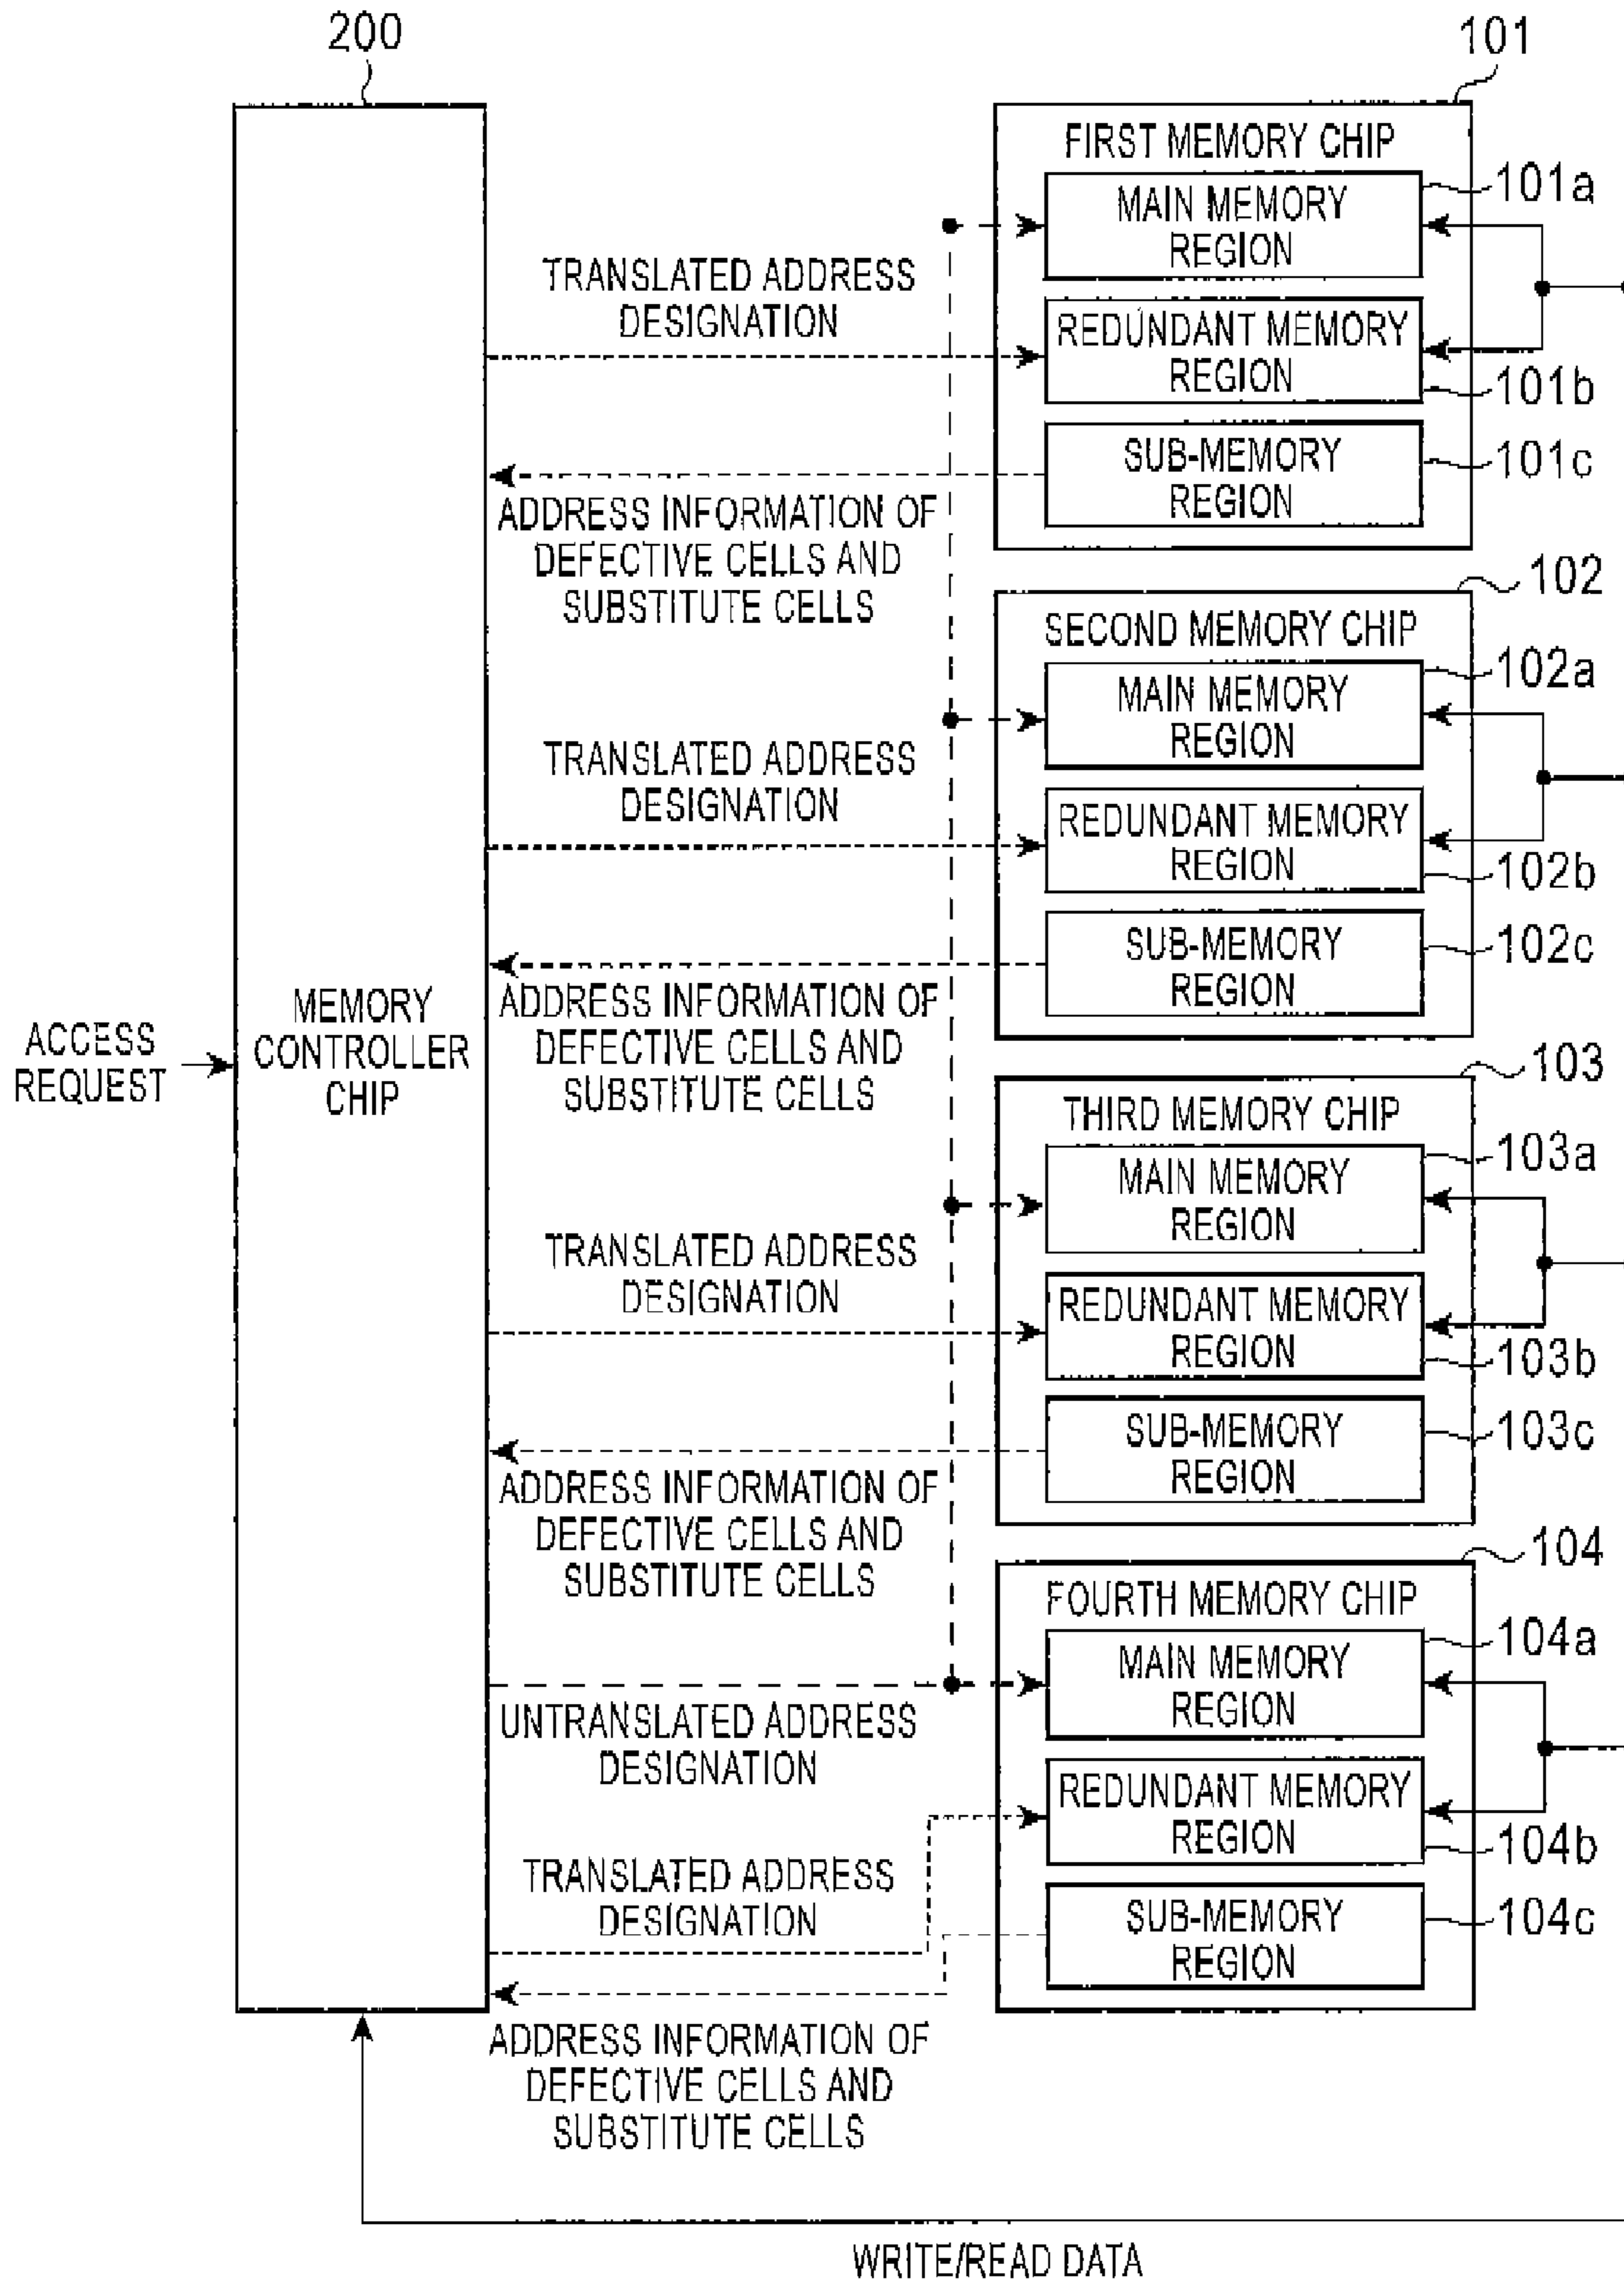 200
101
FIRST MEMORY CHIP
MAIN MEMORY
REGION
101a
TRANSLATED ADDRESS
DESIGNATION
REDUNDANT MEMORY
REGION
101b
SUB-MEMORY
REGION
101c
ADDRESS INFORMATION OF
DEFECTIVE CELLS AND
SUBSTITUTE CELLS
102
SECOND MEMORY CHIP
MAIN MEMORY
REGION
102a
TRANSLATED ADDRESS
DESIGNATION
REDUNDANT MEMORY
REGION
102b
SUB-MEMORY
REGION
102c
ADDRESS INFORMATION OF
DEFECTIVE CELLS AND
SUBSTITUTE CELLS
ACCESS
REQUEST
MEMORY
CONTROLLER
CHIP
103
THIRD MEMORY CHIP
MAIN MEMORY
REGION
103a
TRANSLATED ADDRESS
DESIGNATION
REDUNDANT MEMORY
REGION
103b
SUB-MEMORY
REGION
103c
ADDRESS INFORMATION OF
DEFECTIVE CELLS AND
SUBSTITUTE CELLS
104
FOURTH MEMORY CHIP
MAIN MEMORY
REGION
104a
UNTRANSLATED ADDRESS
DESIGNATION
REDUNDANT MEMORY
REGION
104b
TRANSLATED ADDRESS
DESIGNATION
SUB-MEMORY
REGION
104c
ADDRESS INFORMATION OF
DEFECTIVE CELLS AND
SUBSTITUTE CELLS
WRITE/READ DATA